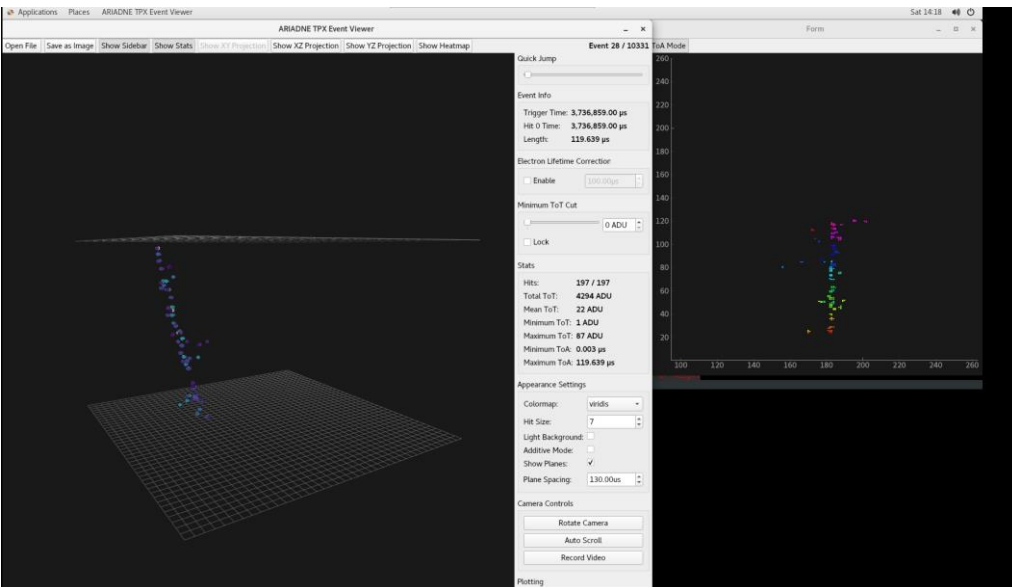 Applications Places ARIADNE TPX Event Viewer Sat 14:18
ARIADNE TPX Event Viewer
Form
Open File Save as Image Show Sidebar Show Stats Show XY Projection Show XZ Projection Show YZ Projection Show Heatmap Event 28 / 10331
Quick Jump
Event Info
Trigger Time: 3,736,859.00 µs
Hit 0 Time: 3,736,859.00 µs
Length: 119.639 µs
Electron Lifetime Correction
Enable 100.00µs
Minimum ToT Cut
0 ADU
Lock
Stats
Hits: 197 / 197
Total ToT: 4294 ADU
Mean ToT: 22 ADU
Minimum ToT: 1 ADU
Maximum ToT: 87 ADU
Minimum ToA: 0.003 µs
Maximum ToA: 119.639 µs
Appearance Settings
Colormap: viridis
Hit Size: 7
Light Background:
Additive Mode:
Show Planes:
Plane Spacing: 130.00us
Camera Controls
Rotate Camera
Auto Scroll
Record Video
Plotting
ToA Mode
260
240
220
200
180
160
140
120
100
80
60
40
20
100 120 140 160 180 200 220 240 260